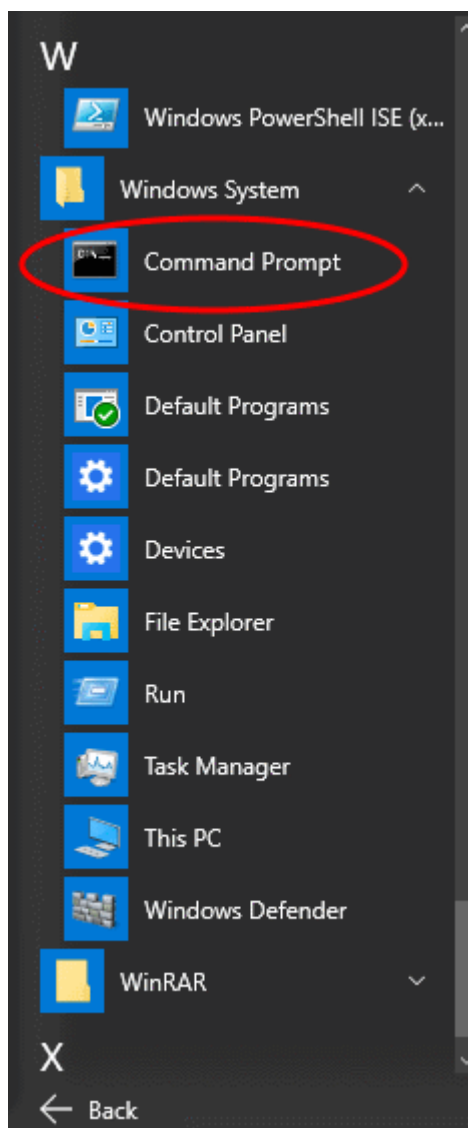 W
Windows PowerShell ISE (x...
Windows System
Command Prompt
Control Panel
Default Programs
Default Programs
Devices
File Explorer
Run
Task Manager
This PC
Windows Defender
WinRAR
X
Back